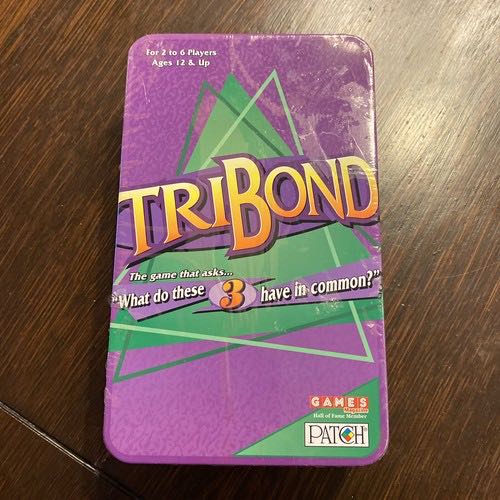 For 2 to 6 Players
Ages 12 & Up
TRIBOND
The game that asks...
"What do these 3 have in common?"
GAMES
Magazine
Hall of Fame Member
PATCH